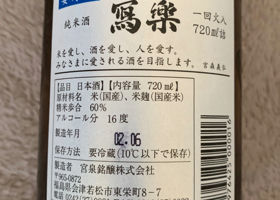 純米酒
寫樂
一回火入
720㎖詰
米を愛し、酒を愛し、人を愛す。
みなさまに愛される酒を目指します。
宮森義弘
【品目 日本酒】【内容量 720㎖】
原材料名 米(国産)、米麹(国産米)
精米歩合 60%
アルコール分 16度
製造年月 02.06
保存方法 要冷蔵(10℃以下で保存)
製造者 宮泉銘醸株式会社
〒965-0872
福島県会津若松市東栄町8-7